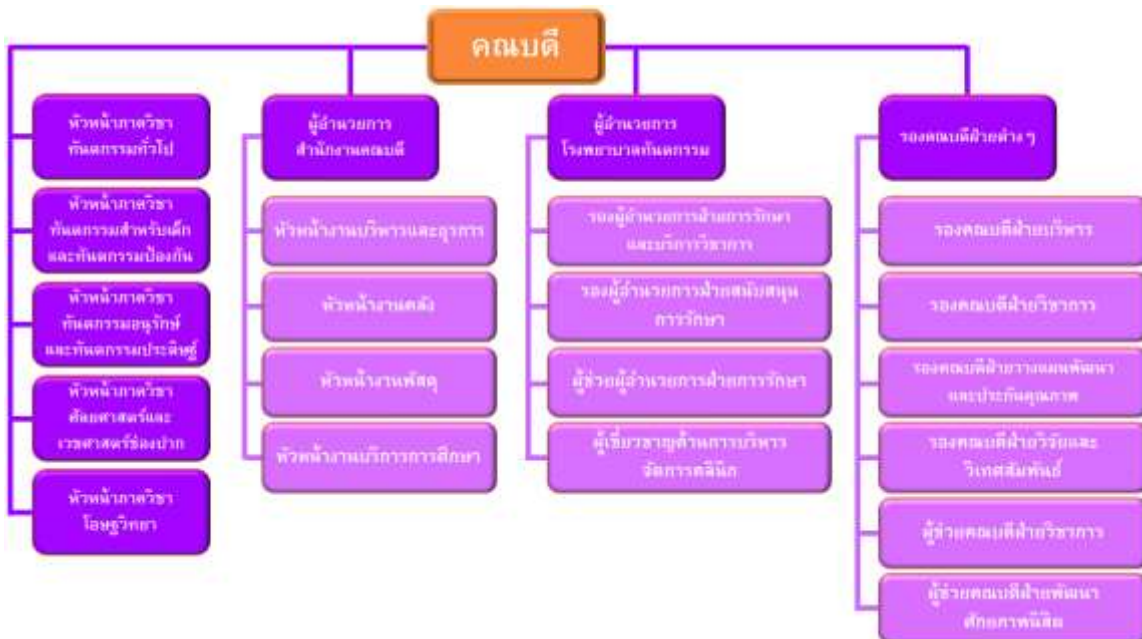 คณบดี
หัวหน้าภาควิชา
ทันตกรรมทั่วไป
หัวหน้าภาควิชา
ทันตกรรมสำหรับเด็ก
และทันตกรรมป้องกัน
หัวหน้าภาควิชา
ทันตกรรมอนุรักษ์
และทันตกรรมประดิษฐ์
หัวหน้าภาควิชา
ศัลยศาสตร์และ
เวชศาสตร์ช่องปาก
หัวหน้าภาควิชา
โอษฐวิทยา
ผู้อำนวยการ
สำนักงานคณบดี
หัวหน้างานบริหารและธุรการ
หัวหน้างานคลัง
หัวหน้างานพัสดุ
หัวหน้างานบริการการศึกษา
ผู้อำนวยการ
โรงพยาบาลทันตกรรม
รองผู้อำนวยการฝ่ายการรักษา
และบริการวิชาการ
รองผู้อำนวยการฝ่ายสนับสนุน
การรักษา
ผู้ช่วยผู้อำนวยการฝ่ายการรักษา
ผู้เชี่ยวชาญด้านการบริหาร
จัดการคลินิก
รองคณบดีฝ่ายต่าง ๆ
รองคณบดีฝ่ายบริหาร
รองคณบดีฝ่ายวิชาการ
รองคณบดีฝ่ายวางแผนพัฒนา
และประกันคุณภาพ
รองคณบดีฝ่ายวิจัยและ
วิเทศสัมพันธ์
ผู้ช่วยคณบดีฝ่ายวิชาการ
ผู้ช่วยคณบดีฝ่ายพัฒนา
ศักยภาพนิสิต